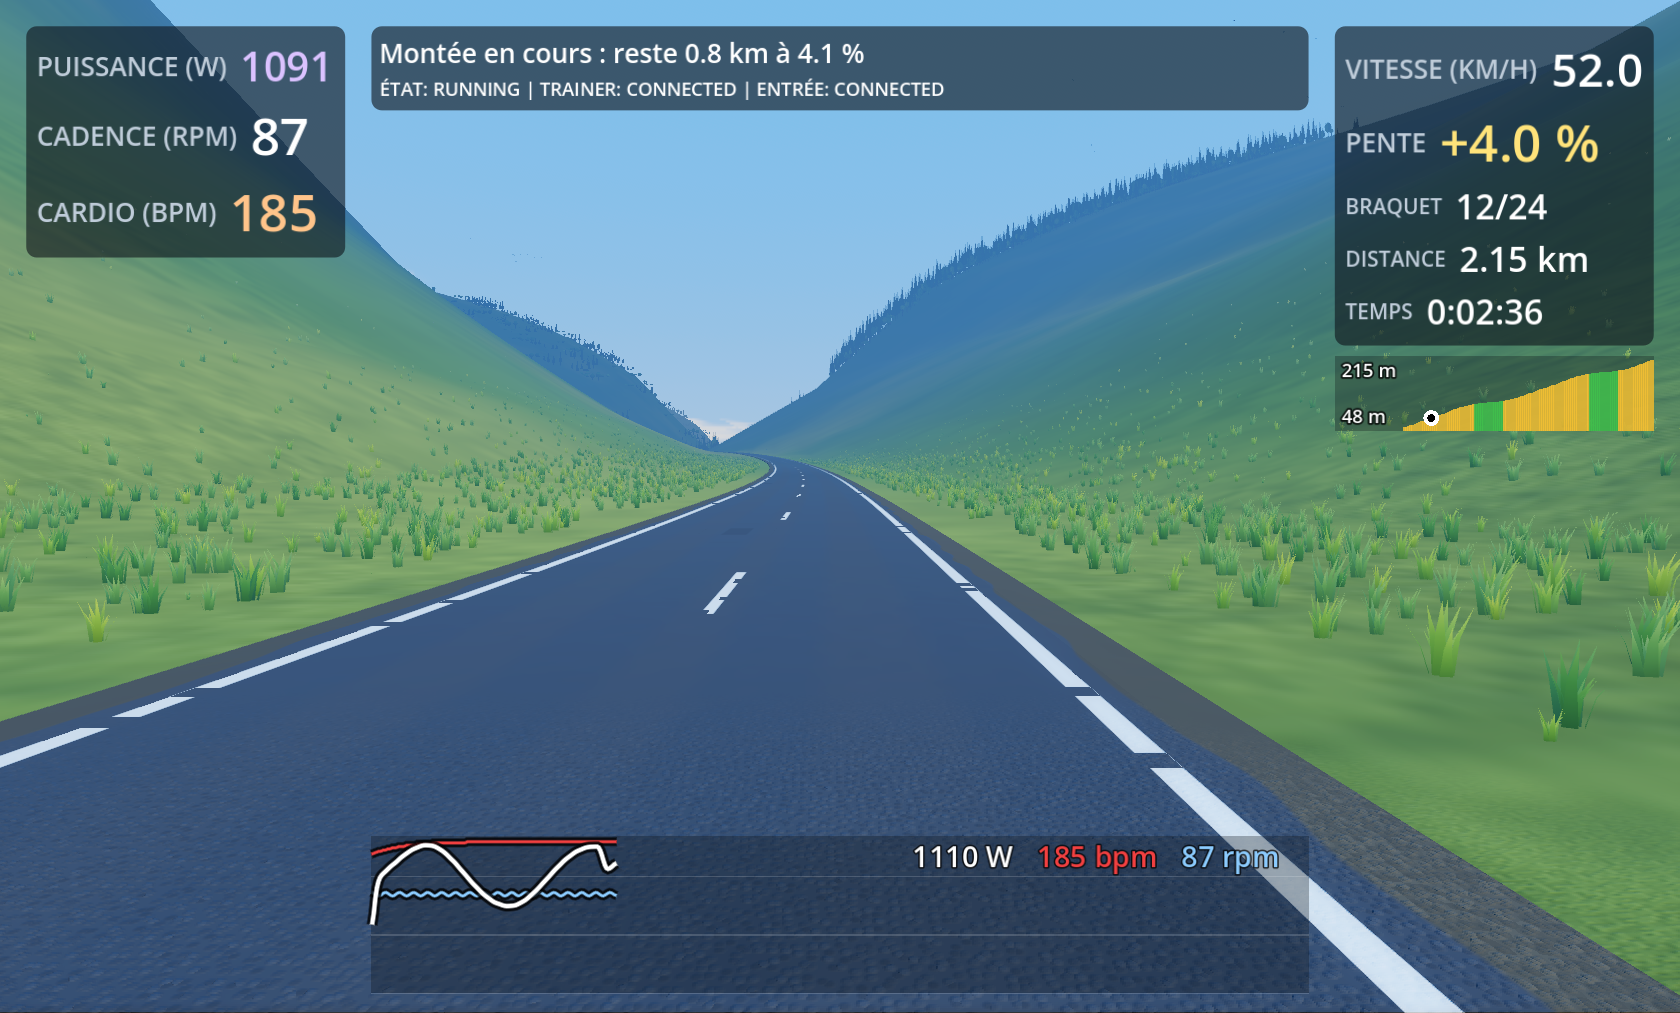 PUISSANCE (W) 1091
CADENCE (RPM) 87
CARDIO (BPM) 185
Montée en cours : reste 0.8 km à 4.1 %
ÉTAT: RUNNING | TRAINER: CONNECTED | ENTRÉE: CONNECTED
VITESSE (KM/H) 52.0
PENTE +4.0 %
BRAQUET 12/24
DISTANCE 2.15 km
TEMPS 0:02:36
215 m
48 m
1110 W 185 bpm 87 rpm